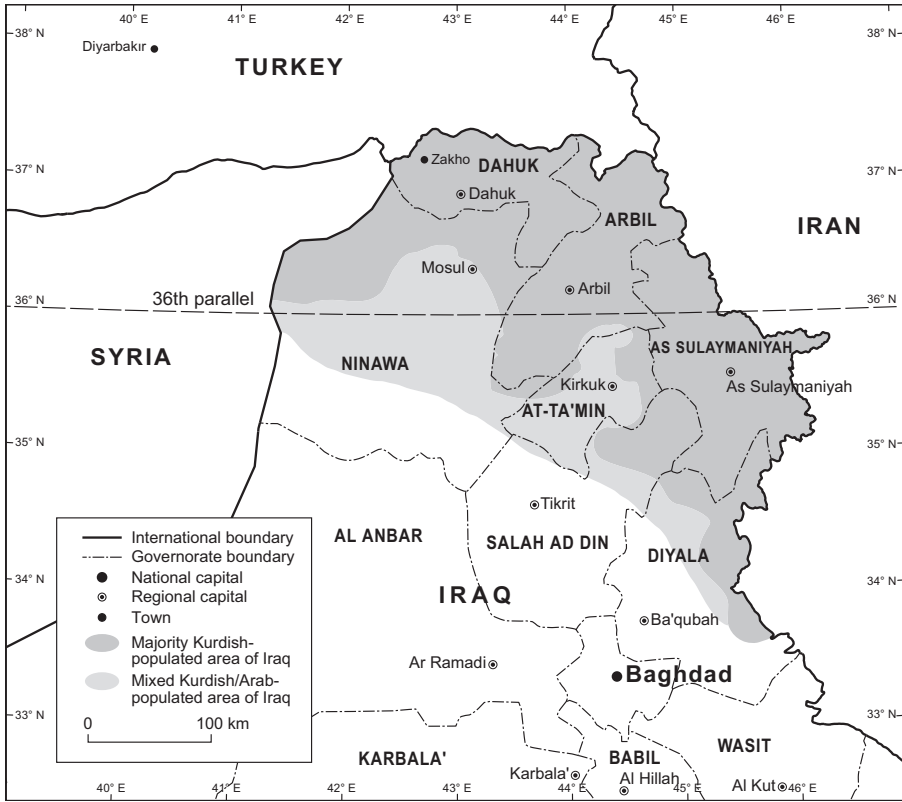 40° E
41° E
42° E
43° E
44° E
45° E
46° E
38° N
38° N
Diyarbakır
TURKEY
37° N
37° N
Zakho
DAHUK
Dahuk
ARBIL
IRAN
Mosul
Arbil
36° N
36th parallel
36° N
SYRIA
NINAWA
AS SULAYMANIYAH
As Sulaymaniyah
Kirkuk
AT-TA'MIN
35° N
35° N
Tikrit
AL ANBAR
SALAH AD DIN
DIYALA
34° N
34° N
IRAQ
Ba'qubah
Ar Ramadi
Baghdad
33° N
33° N
KARBALA'
Karbala'
BABIL
Al Hillah
WASIT
Al Kut
40° E
41° E
42° E
43° E
44° E
45° E
46° E
International boundary
Governorate boundary
National capital
Regional capital
Town
Majority Kurdish-
populated area of Iraq
Mixed Kurdish/Arab-
populated area of Iraq
0 100 km